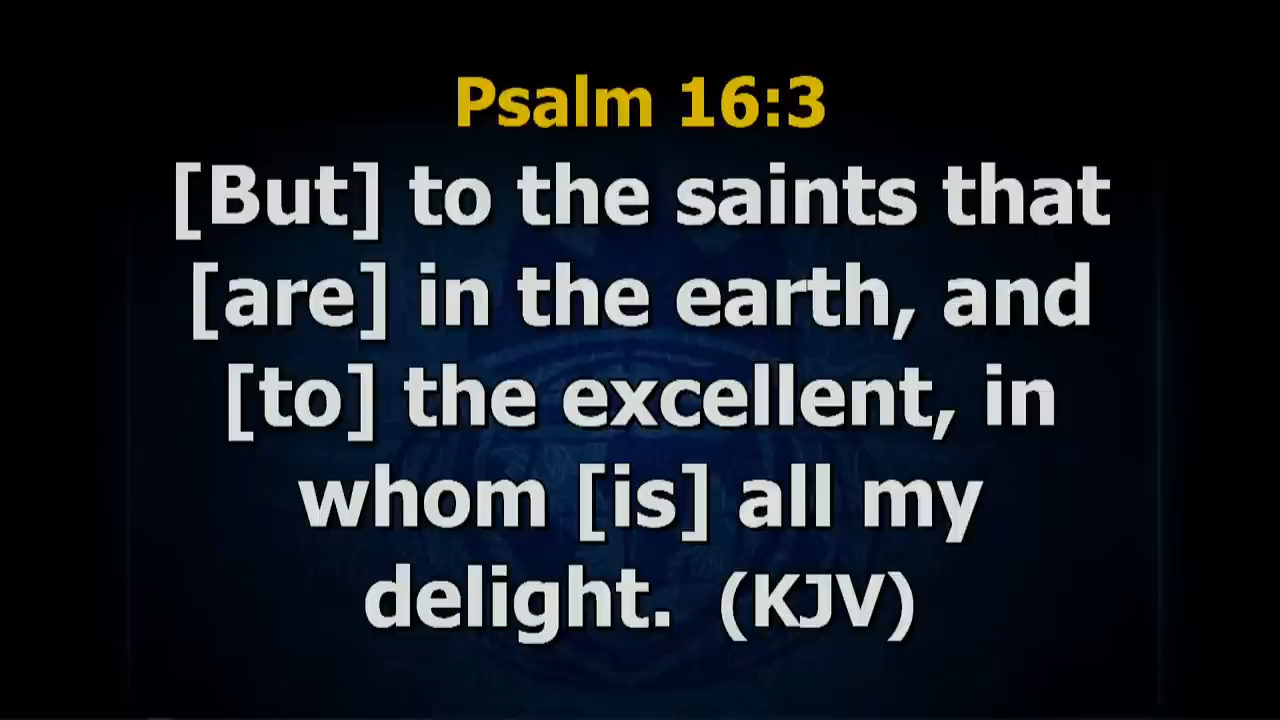 Psalm 16:3
[But] to the saints that
[are] in the earth, and
[to] the excellent, in
whom [is] all my
delight.  (KJV)